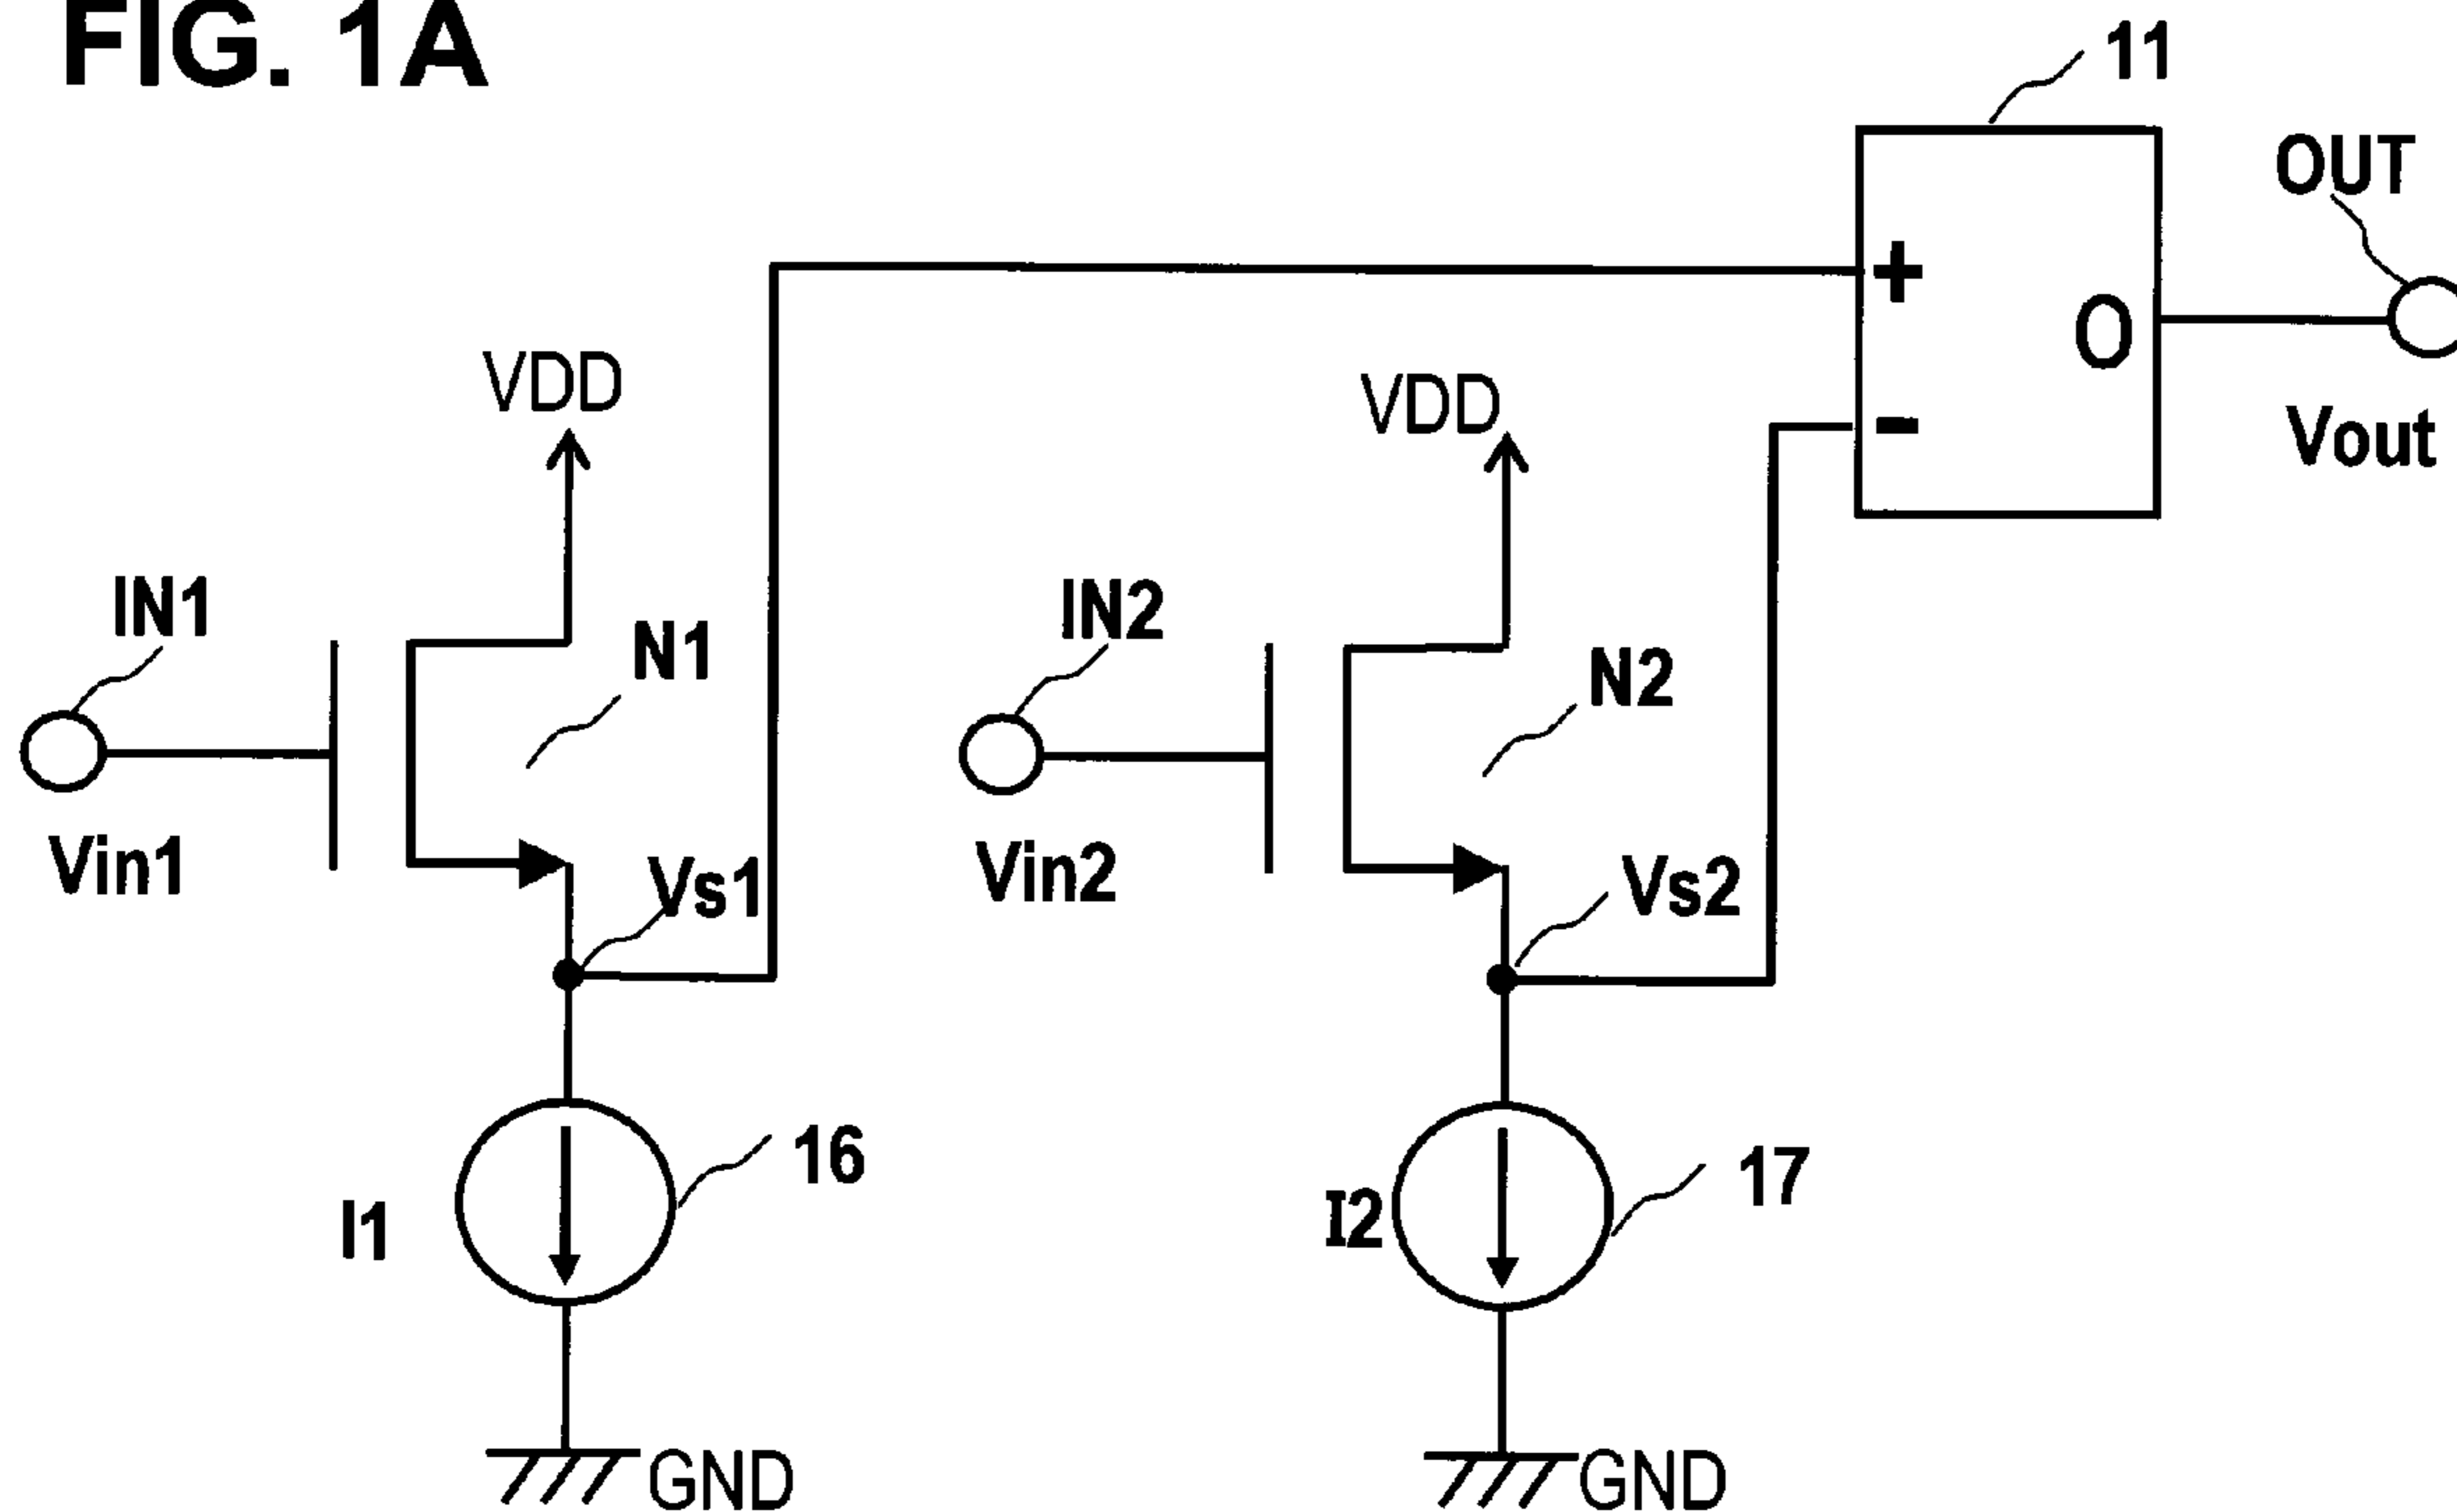 FIG. 1A
11
OUT
+
O
-
Vout
VDD
VDD
IN1
N1
IN2
N2
Vin1
Vs1
Vin2
Vs2
I1
16
I2
17
GND
GND